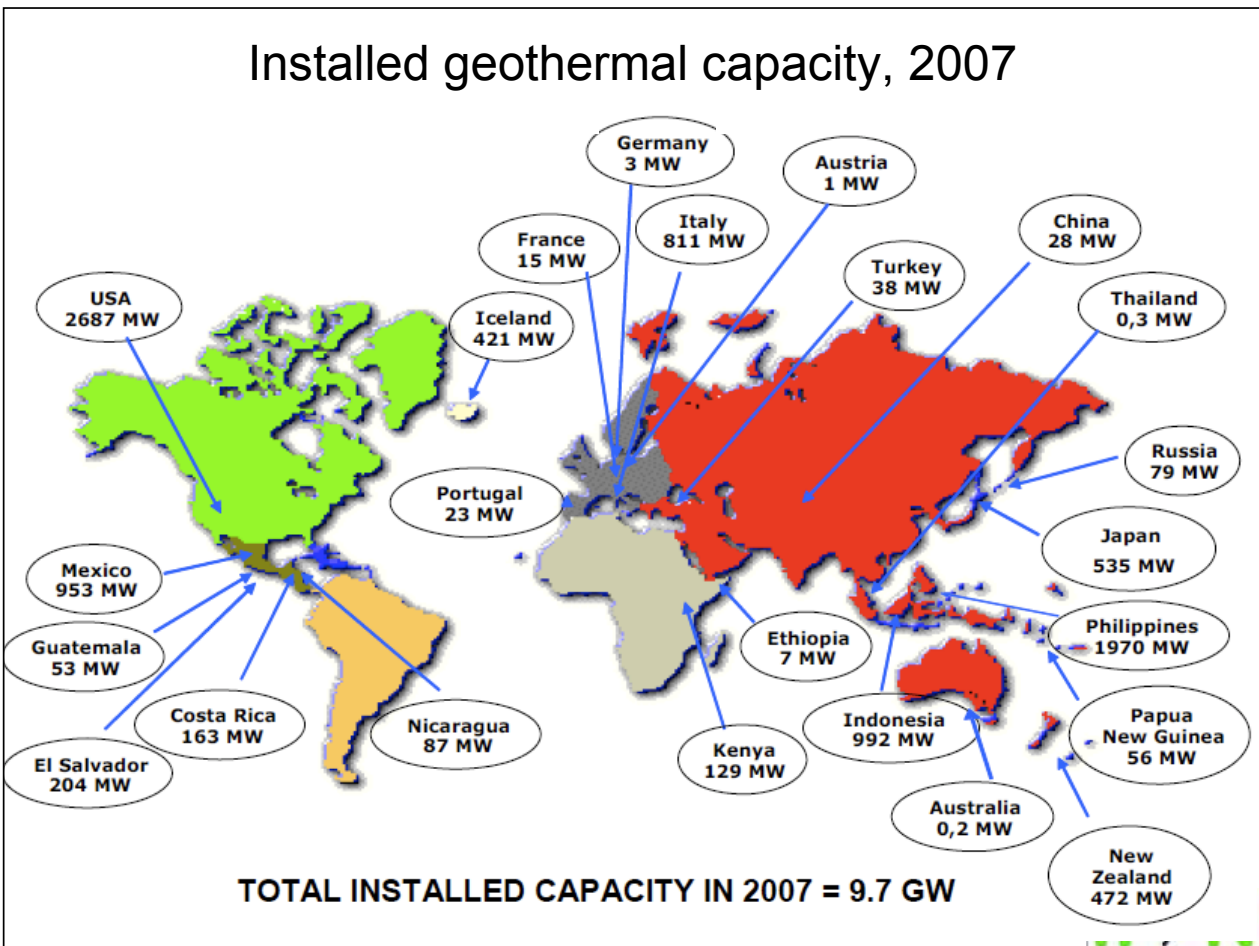 Installed geothermal capacity, 2007
Germany
3 MW
Austria
1 MW
Italy
811 MW
China
28 MW
France
15 MW
Turkey
38 MW
USA
2687 MW
Thailand
0,3 MW
Iceland
421 MW
Russia
79 MW
Portugal
23 MW
Japan
535 MW
Mexico
953 MW
Philippines
1970 MW
Guatemala
53 MW
Ethiopia
7 MW
Costa Rica
163 MW
Nicaragua
87 MW
Indonesia
992 MW
Papua
New Guinea
56 MW
Kenya
129 MW
El Salvador
204 MW
Australia
0,2 MW
New
Zealand
472 MW
TOTAL INSTALLED CAPACITY IN 2007 = 9.7 GW